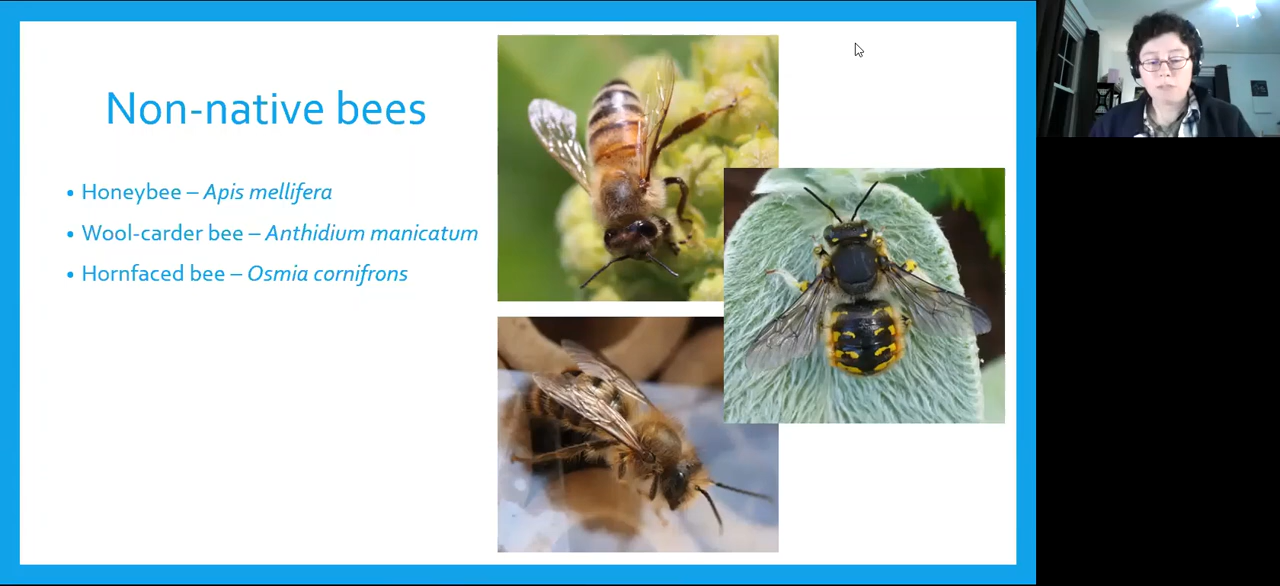 Non-native bees
• Honeybee – Apis mellifera
• Wool-carder bee – Anthidium manicatum
• Hornfaced bee – Osmia cornifrons